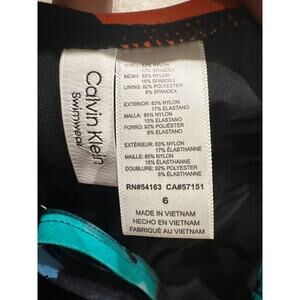 Calvin Klein
Swimwear
17% SPANDEX
MESH: 85% NYLON
15% SPANDEX
LINING: 92% POLYESTER
8% SPANDEX
EXTERIOR: 83% NYLON
17% ELASTANO
MALLA: 85% NYLON
15% ELASTANO
FORRO: 92% POLIÉSTER
8% ELASTANO
EXTÉRIEUR: 83% NYLON
17% ÉLASTHANNE
MAILLE: 85% NYLON
15% ÉLASTHANNE
DOUBLURE: 92% POLYESTER
8% ÉLASTHANNE
RN#54163 CA#57151
6
MADE IN VIETNAM
HECHO EN VIETNAM
FABRIQUÉ AU VIETNAM